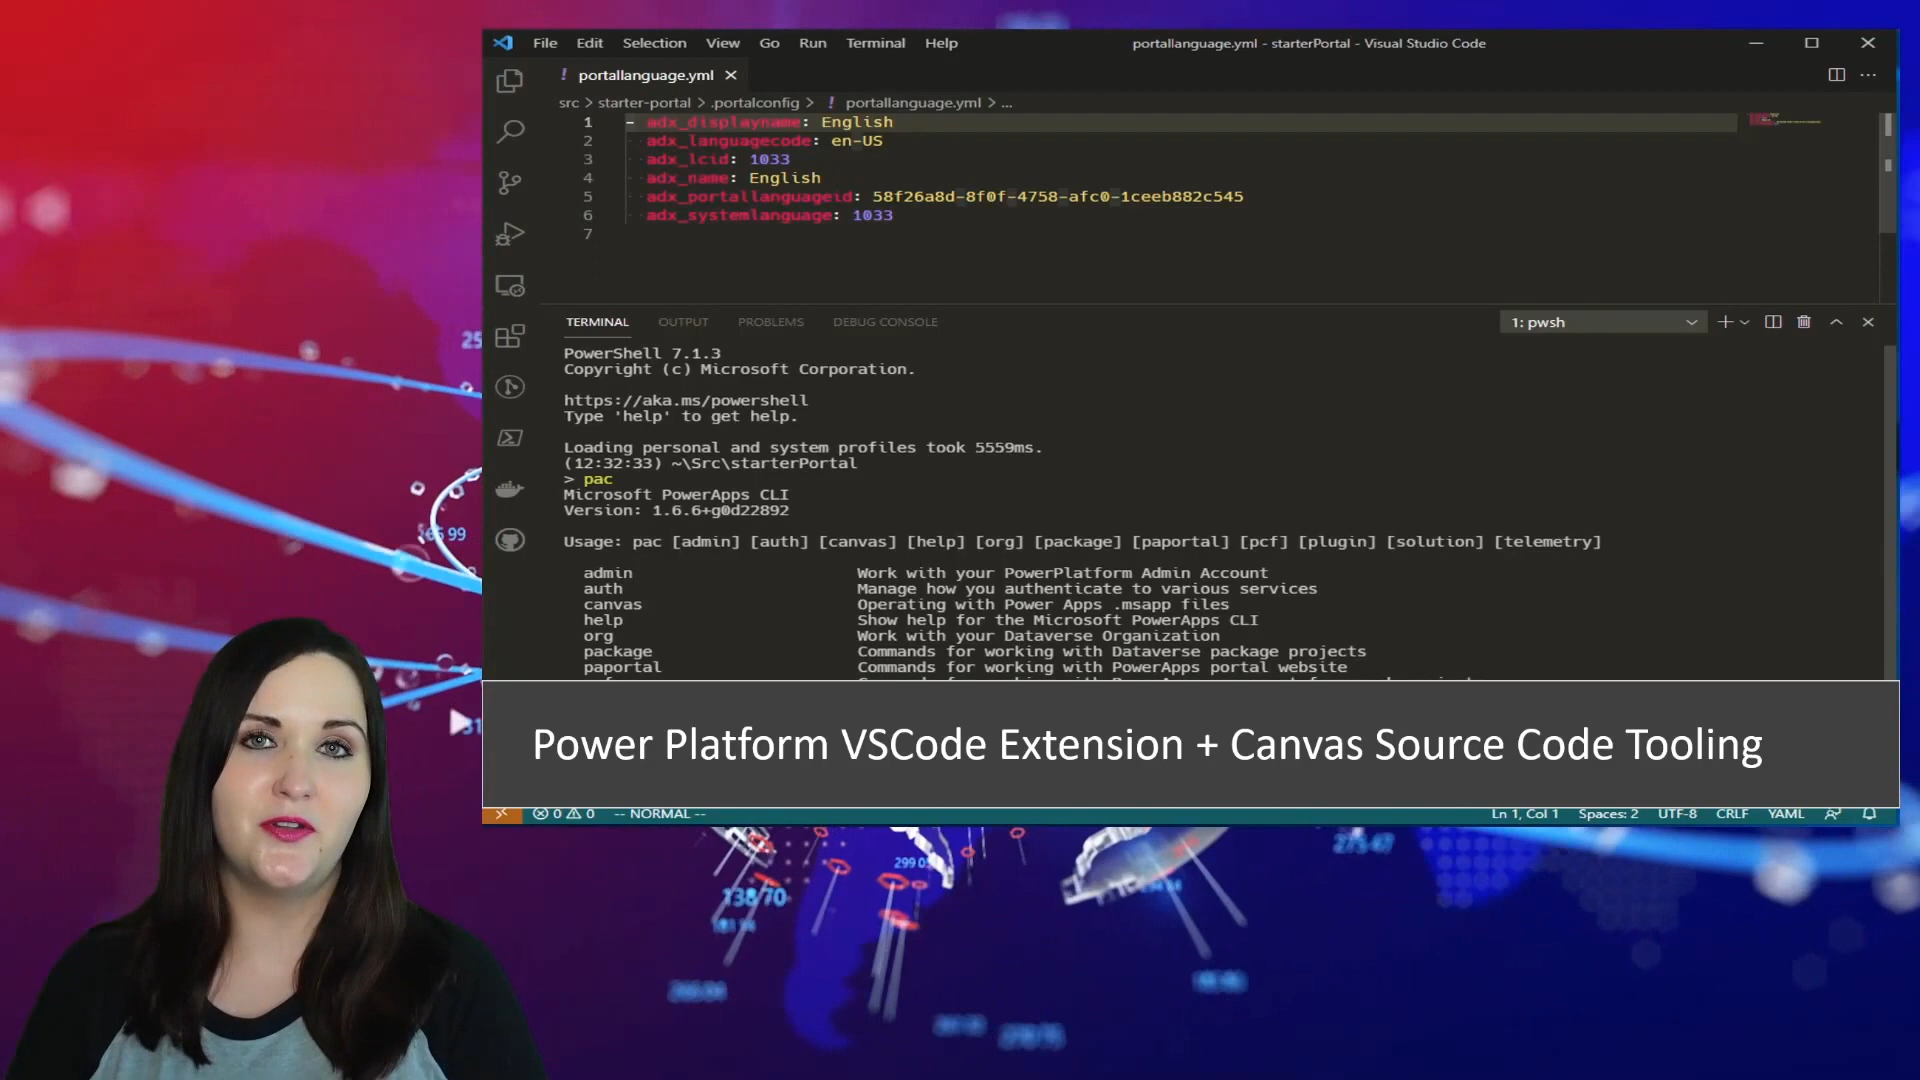 File Edit Selection View Go Run Terminal Help portallanguage.yml - starterPortal - Visual Studio Code
! portallanguage.yml ×
src > starter-portal > .portalconfig > ! portallanguage.yml > ...
1 - adx_displayname: English
2 adx_languagecode: en-US
3 adx_lcid: 1033
4 adx_name: English
5 adx_portallanguageid: 58f26a8d-8f0f-4758-afc0-1ceeb882c545
6 adx_systemlanguage: 1033
7
TERMINAL OUTPUT PROBLEMS DEBUG CONSOLE 1: pwsh
PowerShell 7.1.3
Copyright (c) Microsoft Corporation.
https://aka.ms/powershell
Type 'help' to get help.
Loading personal and system profiles took 5559ms.
(12:32:33) ~\Src\starterPortal
> pac
Microsoft PowerApps CLI
Version: 1.6.6+g0d22892
Usage: pac [admin] [auth] [canvas] [help] [org] [package] [paportal] [pcf] [plugin] [solution] [telemetry]
admin Work with your PowerPlatform Admin Account
auth Manage how you authenticate to various services
canvas Operating with Power Apps .msapp files
help Show help for the Microsoft PowerApps CLI
org Work with your Dataverse Organization
package Commands for working with Dataverse package projects
paportal Commands for working with PowerApps portal website
Power Platform VSCode Extension + Canvas Source Code Tooling
0 0 -- NORMAL -- Ln 1, Col 1 Spaces: 2 UTF-8 CRLF YAML
138/70